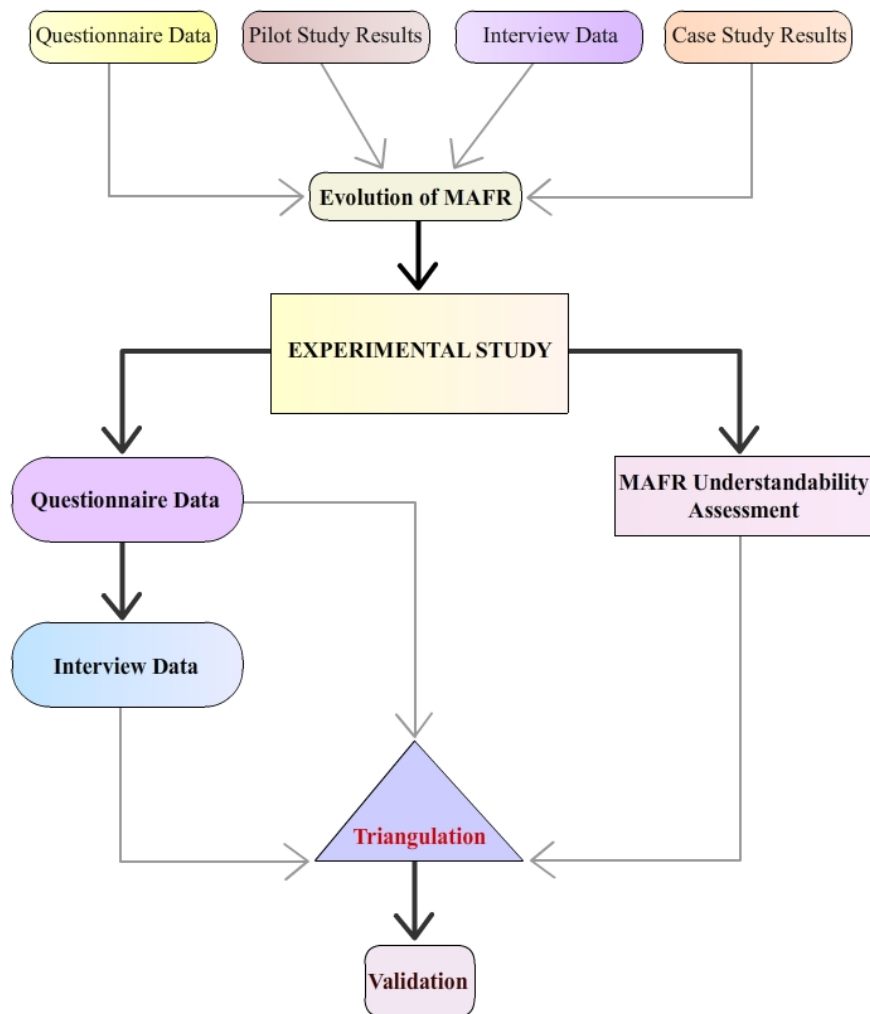 Questionnaire Data
Pilot Study Results
Interview Data
Case Study Results
Evolution of MAFR
EXPERIMENTAL STUDY
Questionnaire Data
MAFR Understandability
Assessment
Interview Data
Triangulation
Validation